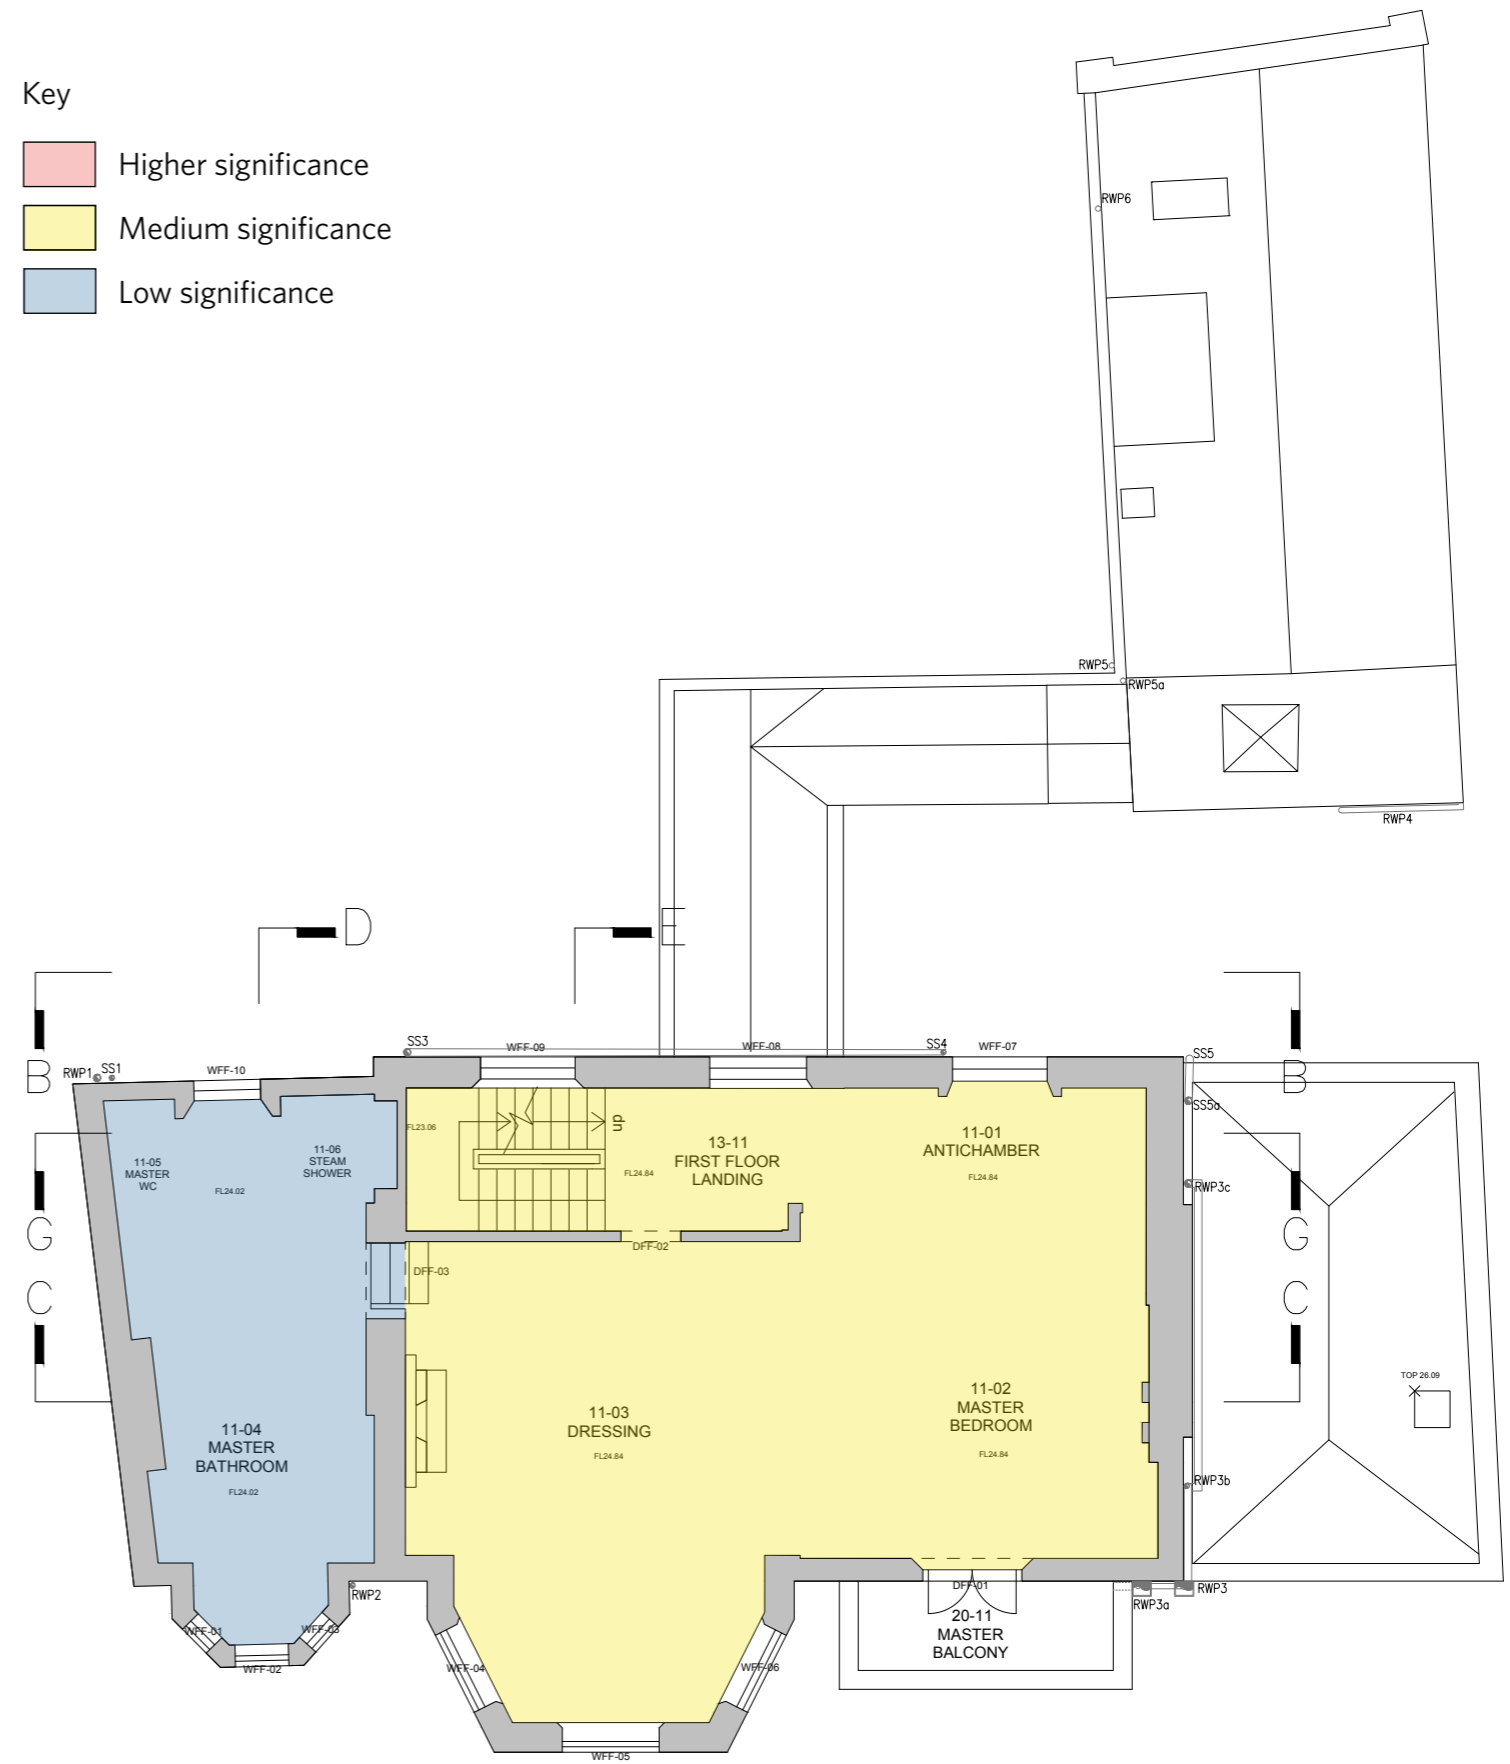 Key
Higher significance
Medium significance
Low significance
RWP6
RWP5
RWP5a
RWP4
D
E
B
B
SS3
WFF-09
WFF-08
SS4
WFF-07
SS5
RWP1
SS1
WFF-10
SS5a
FL23.06
up
13-11
FIRST FLOOR
LANDING
FL24.84
11-01
ANTICHAMBER
FL24.84
11-05
MASTER
WC
FL24.02
11-06
STEAM
SHOWER
RWP3c
G
G
DFF-02
DFF-03
C
C
TOP 26.09
11-04
MASTER
BATHROOM
FL24.02
11-03
DRESSING
FL24.84
11-02
MASTER
BEDROOM
FL24.84
RWP3b
RWP2
DFF-01
RWP3a
RWP3
20-11
MASTER
BALCONY
WFF-01
WFF-03
WFF-02
WFF-04
WFF-06
WFF-05